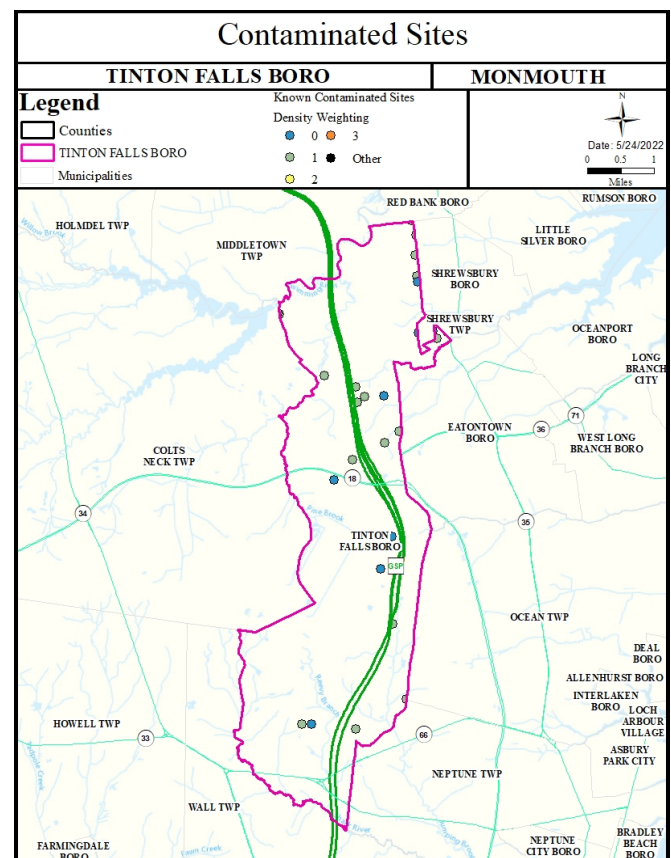 Contaminated Sites
TINTON FALLS BORO
MONMOUTH
Legend
Counties
TINTON FALLS BORO
Municipalities
Known Contaminated Sites
Density Weighting
0
3
1
Other
2
N
Date: 5/24/2022
0 0.5 1
Miles
RED BANK BORO
RUMSON BORO
HOLMDEL TWP
MIDDLETOWN
TWP
LITTLE
SILVER BORO
SHREWSBURY
BORO
SHREWSBURY
TWP
OCEANPORT
BORO
LONG
BRANCH
CITY
71
36
EATONTOWN
BORO
WEST LONG
BRANCH BORO
COLTS
NECK TWP
18
34
35
Pine Brook
TINTON
FALLS BORO
GSP
OCEAN TWP
DEAL
BORO
ALLENHURST BORO
INTERLAKEN
BORO
LOCH
ARBOUR
VILLAGE
HOWELL TWP
33
66
ASBURY
PARK CITY
NEPTUNE TWP
WALL TWP
FARMINGDALE
BORO
NEPTUNE
CITY BORO
BRADLEY
BEACH
BORO